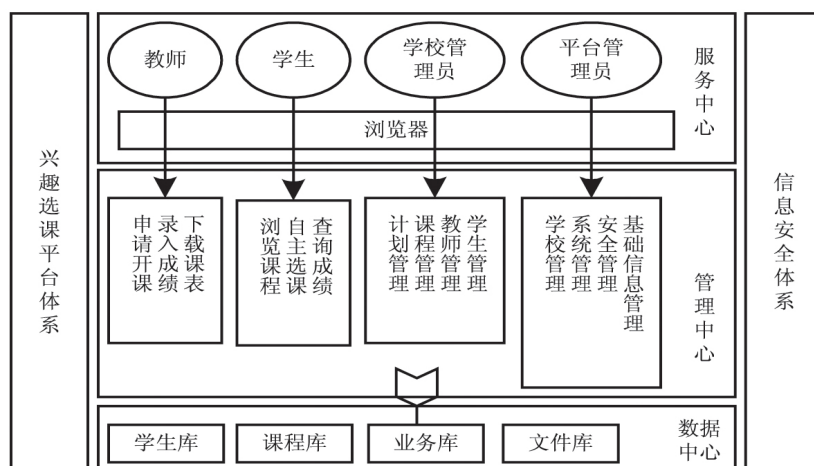 兴趣选课平台体系
教师
学生
学校管
理员
平台管
理员
服务中心
浏览器
申请开课
录入成绩
下载课表
浏览课程
自主选课
查询成绩
计划管理
课程管理
教师管理
学生管理
学校管理
系统管理
安全管理
基础信息管理
管理中心
信息安全体系
学生库
课程库
业务库
文件库
数据
中心